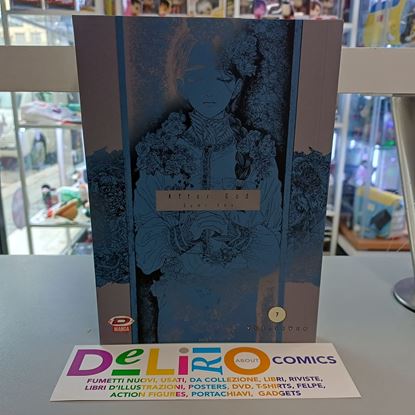 After God
7
MANGA
DeLiRiO ABOUT COMICS
FUMETTI NUOVI, USATI, DA COLLEZIONE, LIBRI, RIVISTE,
LIBRI D'ILLUSTRAZIONI, POSTERS, DVD, T-SHIRTS, FELPE,
ACTION FIGURES, PORTACHIAVI, GADGETS